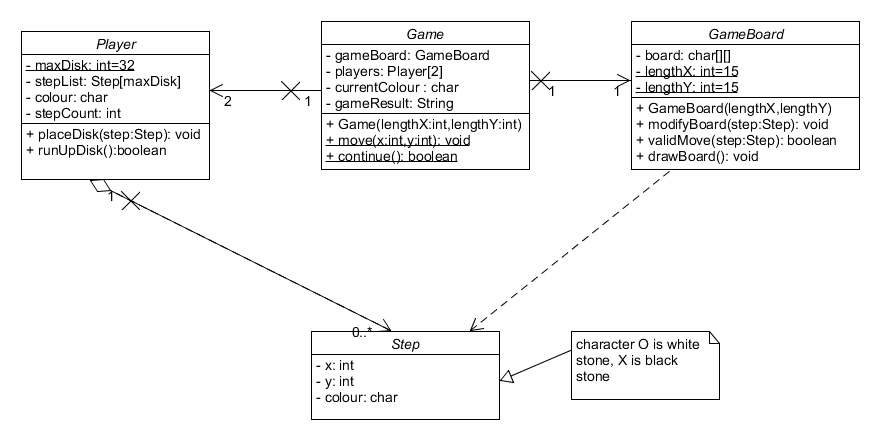 Player
- maxDisk: int=32
- stepList: Step[maxDisk]
- colour: char
- stepCount: int
+ placeDisk(step:Step): void
+ runUpDisk():boolean
2
1
Game
- gameBoard: GameBoard
- players: Player[2]
- currentColour : char
- gameResult: String
+ Game(lengthX:int,lengthY:int)
+ move(x:int,y:int): void
+ continue(): boolean
1
1
GameBoard
- board: char[][]
- lengthX: int=15
- lengthY: int=15
+ GameBoard(lengthX,lengthY)
+ modifyBoard(step:Step): void
+ validMove(step:Step): boolean
+ drawBoard(): void
1
0..*
Step
- x: int
- y: int
- colour: char
character O is white
stone, X is black
stone